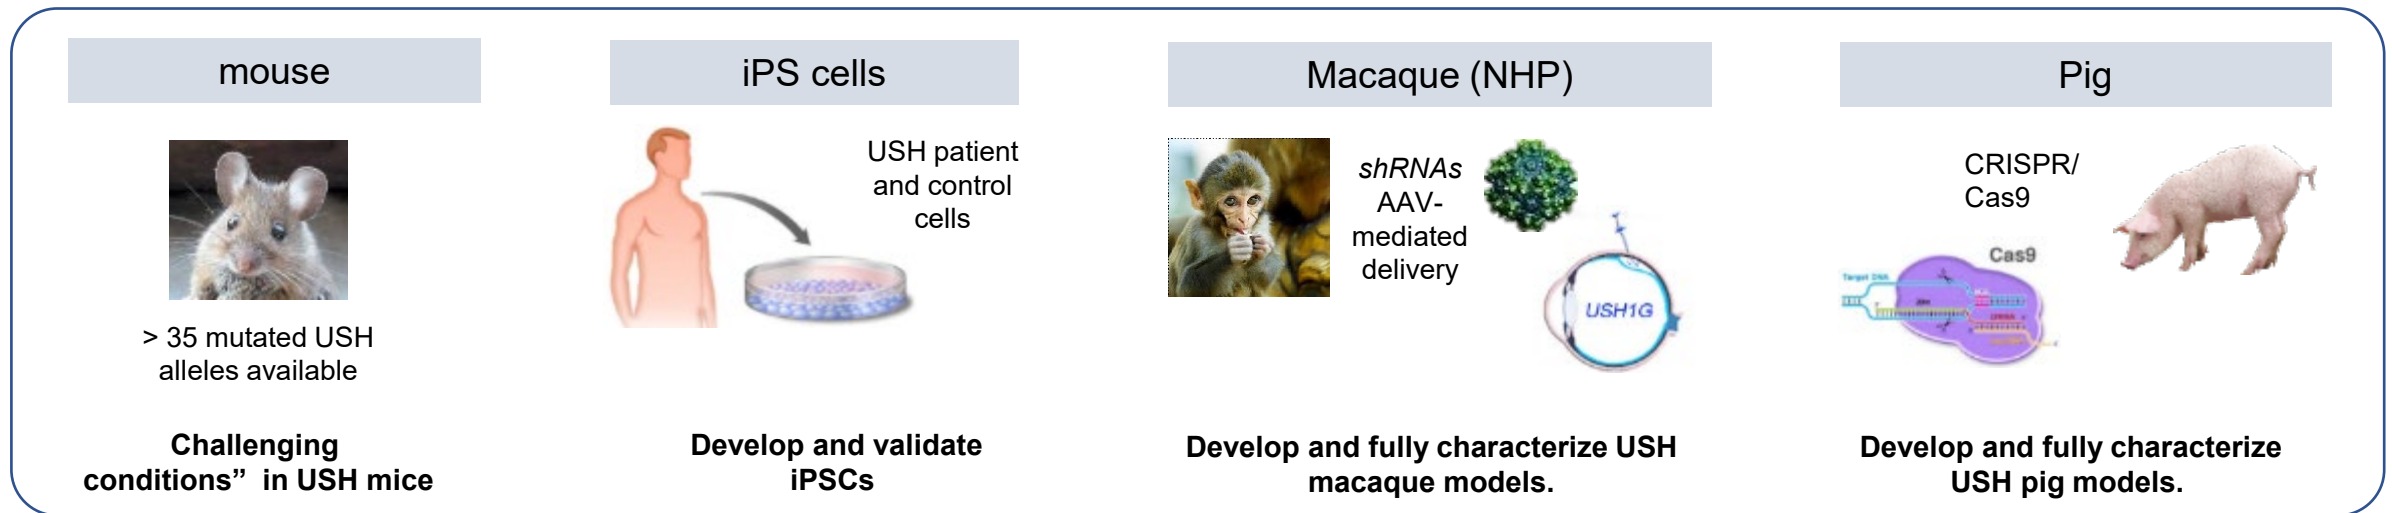 mouse
> 35 mutated USH
alleles available
Challenging
conditions” in USH mice
iPS cells
USH patient
and control
cells
Develop and validate
iPSCs
Macaque (NHP)
shRNAs
AAV-
mediated
delivery
USH1G
Develop and fully characterize USH
macaque models.
Pig
CRISPR/
Cas9
Cas9
Target DNA
Develop and fully characterize
USH pig models.